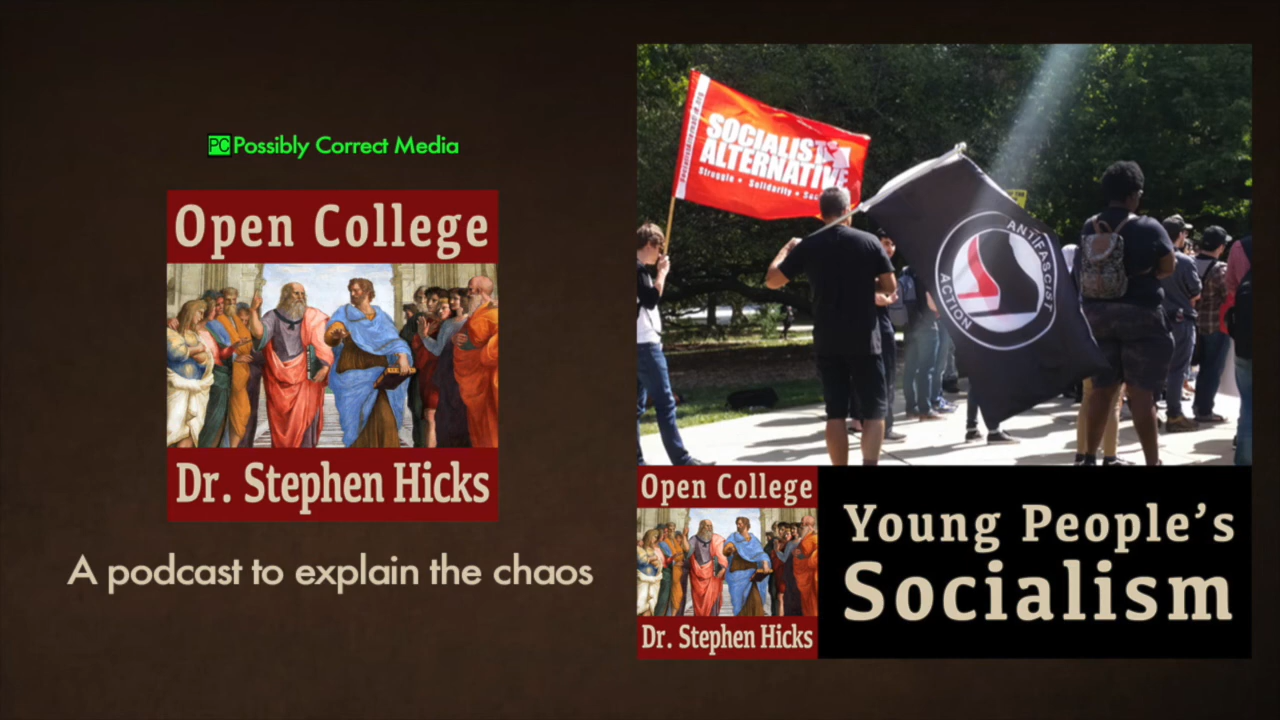 PC Possibly Correct Media
Open College
Dr. Stephen Hicks
A podcast to explain the chaos
SOCIALIST
ALTERNATIVE
Struggle • Solidarity •
ANTIFASCIST
ACTION
Open College
Dr. Stephen Hicks
Young People's
Socialism